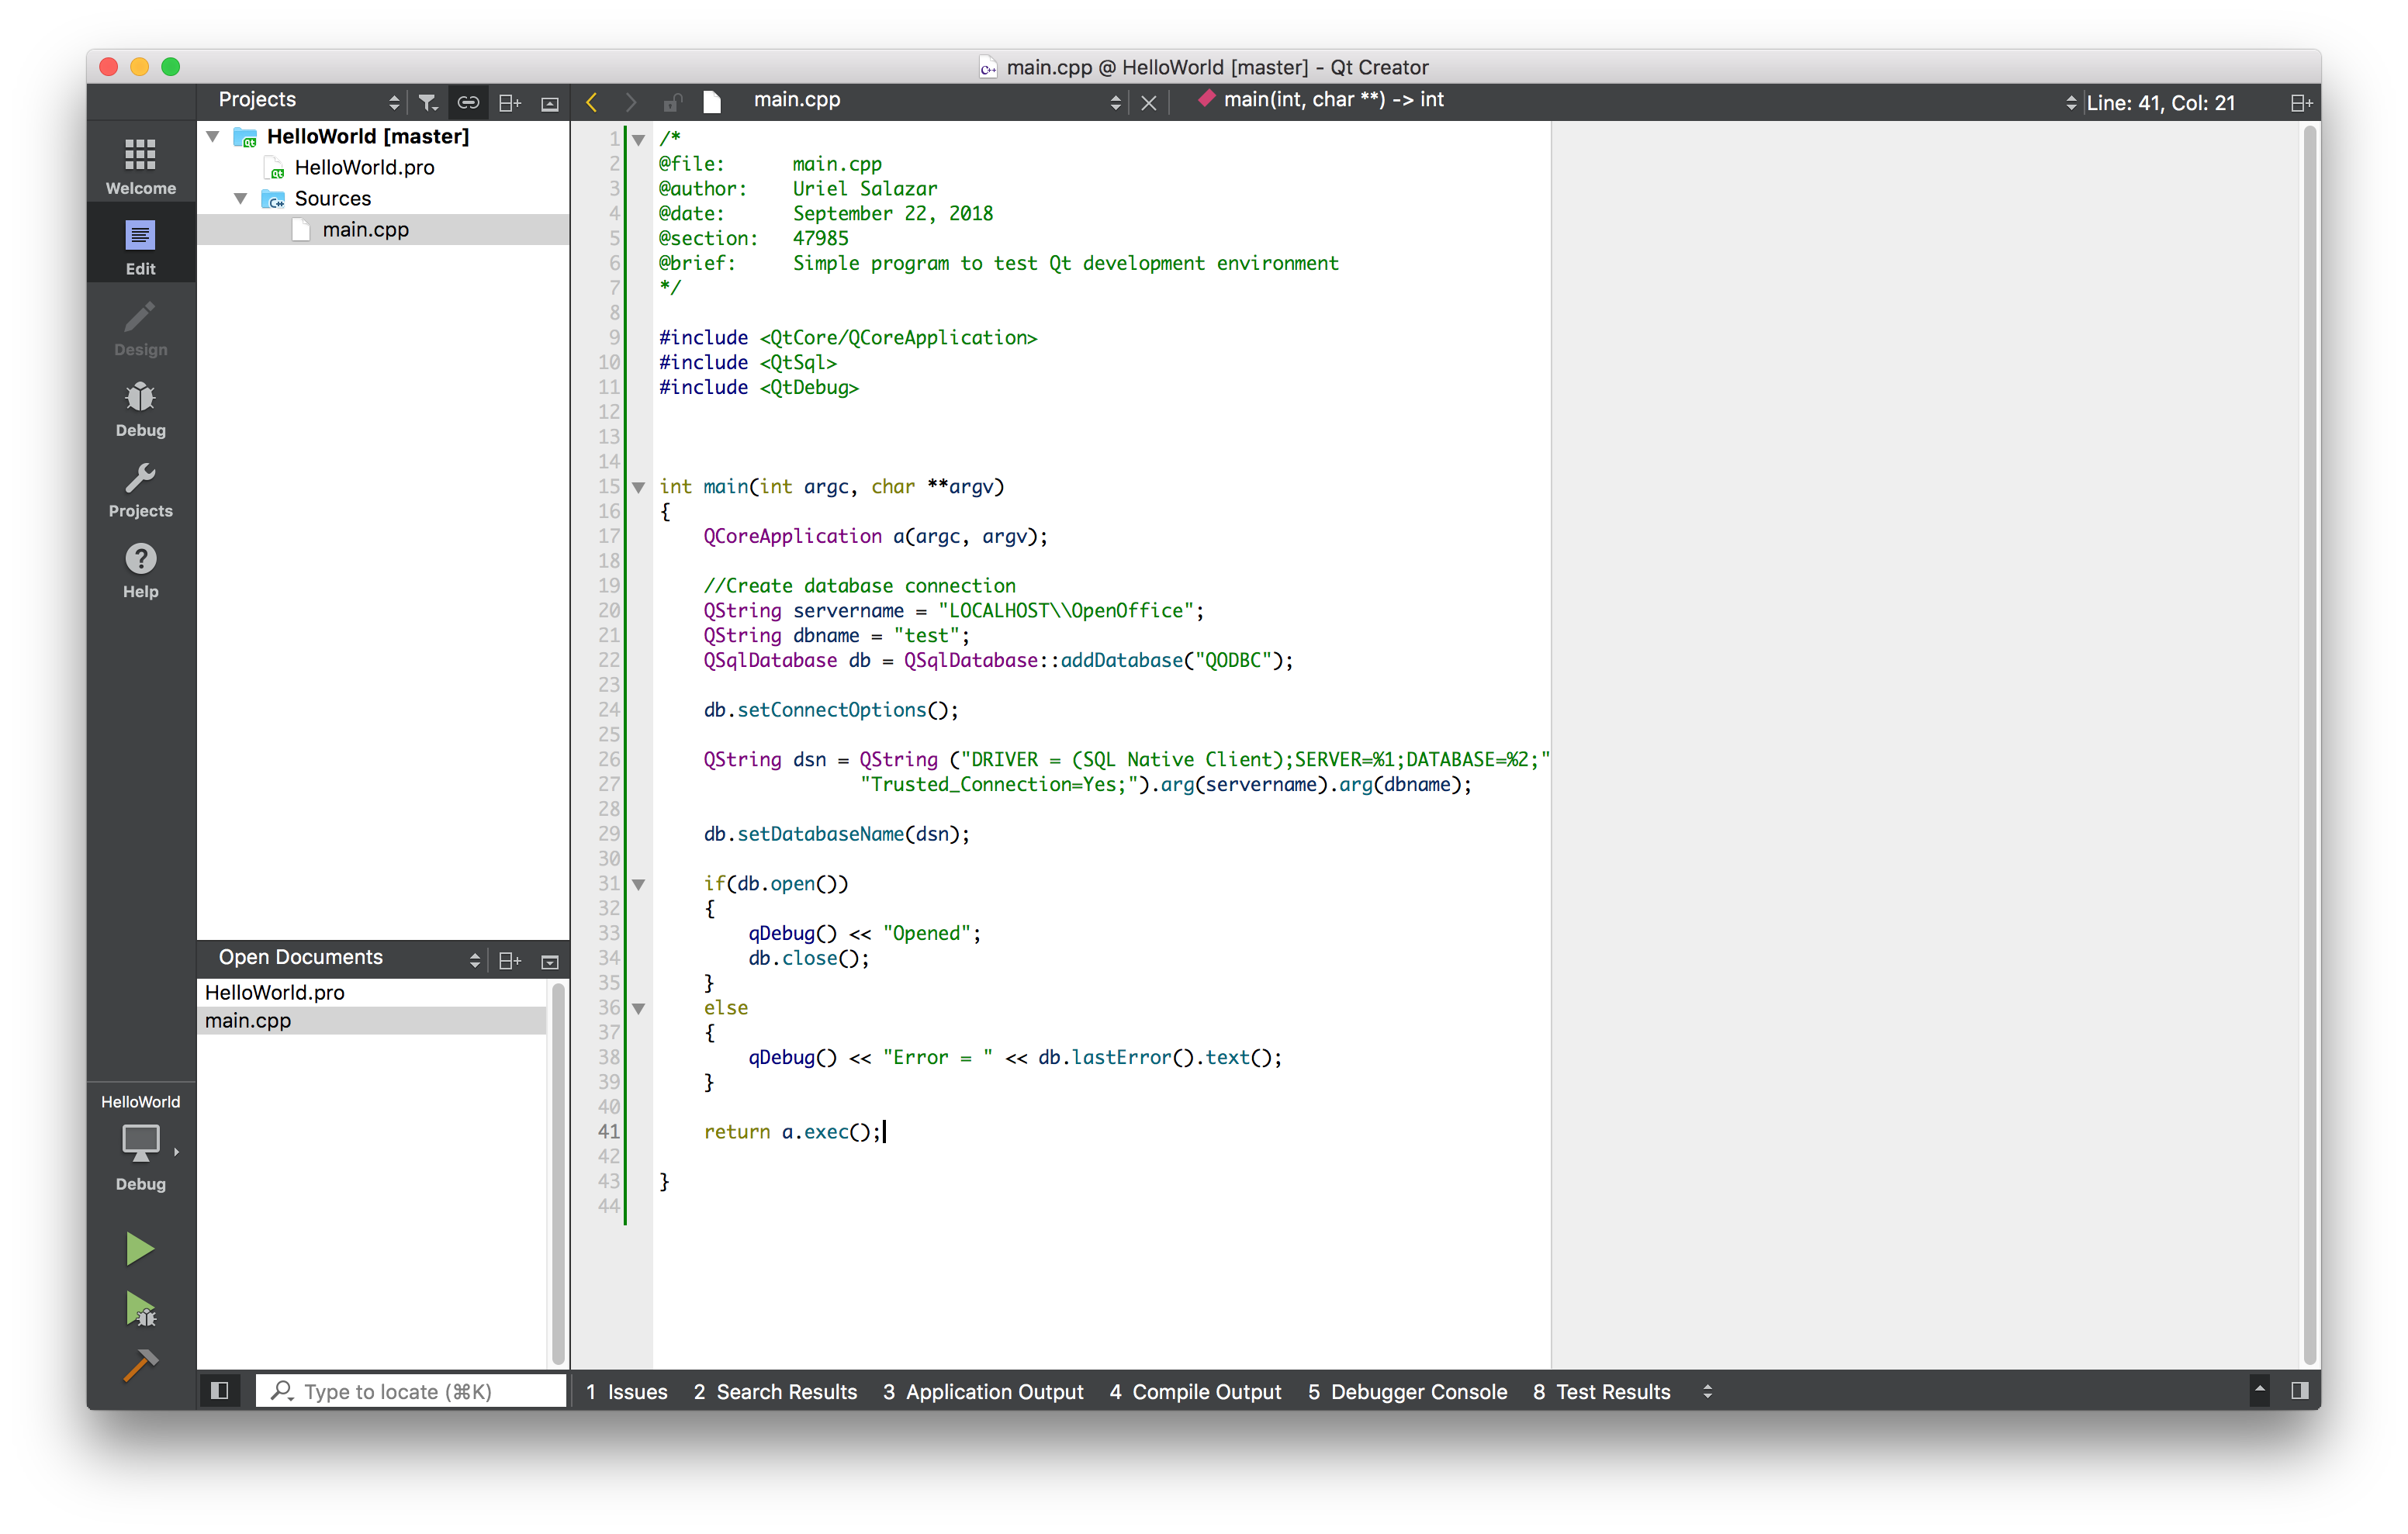 main.cpp @ HelloWorld [master] - Qt Creator
Projects
main.cpp
main(int, char **) -> int
Line: 41, Col: 21
Welcome
Edit
Design
Debug
Projects
Help
HelloWorld [master]
HelloWorld.pro
Sources
main.cpp
Open Documents
HelloWorld.pro
main.cpp
HelloWorld
Debug
1 /*
2 @file: main.cpp
3 @author: Uriel Salazar
4 @date: September 22, 2018
5 @section: 47985
6 @brief: Simple program to test Qt development environment
7 */
8
9 #include <QtCore/QCoreApplication>
10 #include <QtSql>
11 #include <QtDebug>
12
13
14
15 int main(int argc, char **argv)
16 {
17 QCoreApplication a(argc, argv);
18
19 //Create database connection
20 QString servername = "LOCALHOST\\OpenOffice";
21 QString dbname = "test";
22 QSqlDatabase db = QSqlDatabase::addDatabase("QODBC");
23
24 db.setConnectOptions();
25
26 QString dsn = QString ("DRIVER = (SQL Native Client);SERVER=%1;DATABASE=%2;"
27 "Trusted_Connection=Yes;").arg(servername).arg(dbname);
28
29 db.setDatabaseName(dsn);
30
31 if(db.open())
32 {
33 qDebug() << "Opened";
34 db.close();
35 }
36 else
37 {
38 qDebug() << "Error = " << db.lastError().text();
39 }
40
41 return a.exec();
42
43 }
44
Type to locate (⌘K)
1 Issues
2 Search Results
3 Application Output
4 Compile Output
5 Debugger Console
8 Test Results